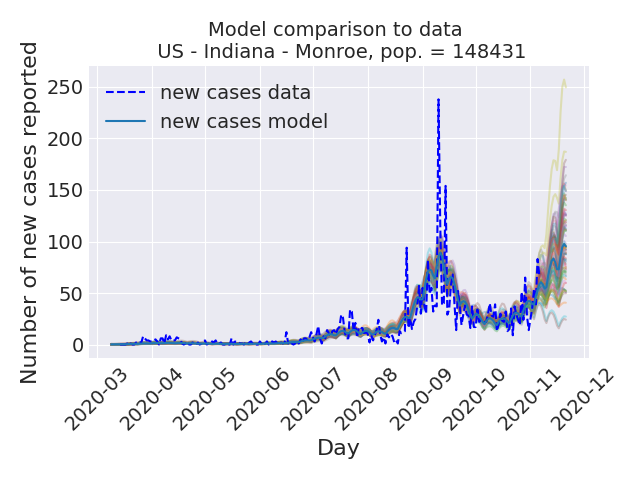 Model comparison to data
US - Indiana - Monroe, pop. = 148431
Number of new cases reported
250
200
150
100
50
0
new cases data
new cases model
2020-03
2020-04
2020-05
2020-06
2020-07
2020-08
2020-09
2020-10
2020-11
2020-12
Day